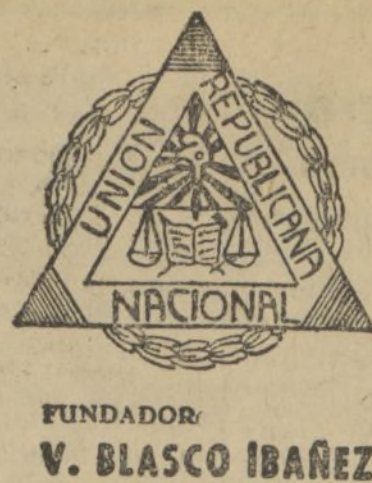 UNION
REPUBLICANA
NACIONAL
FUNDADOR
V. BLASCO IBAÑEZ